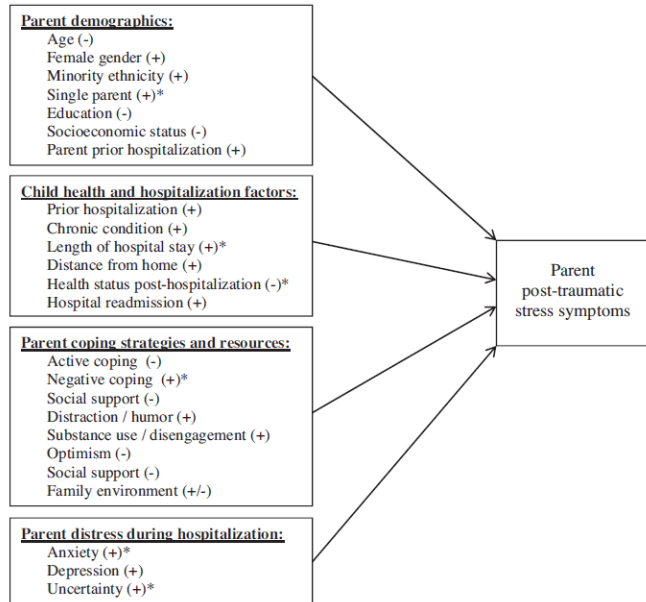 Parent demographics:
Age (-)
Female gender (+)
Minority ethnicity (+)
Single parent (+)*
Education (-)
Socioeconomic status (-)
Parent prior hospitalization (+)
Child health and hospitalization factors:
Prior hospitalization (+)
Chronic condition (+)
Length of hospital stay (+)*
Distance from home (+)
Health status post-hospitalization (-)*
Hospital readmission (+)
Parent coping strategies and resources:
Active coping (-)
Negative coping (+)*
Social support (-)
Distraction / humor (+)
Substance use / disengagement (+)
Optimism (-)
Social support (-)
Family environment (+/-)
Parent distress during hospitalization:
Anxiety (+)*
Depression (+)
Uncertainty (+)*
Parent
post-traumatic
stress symptoms